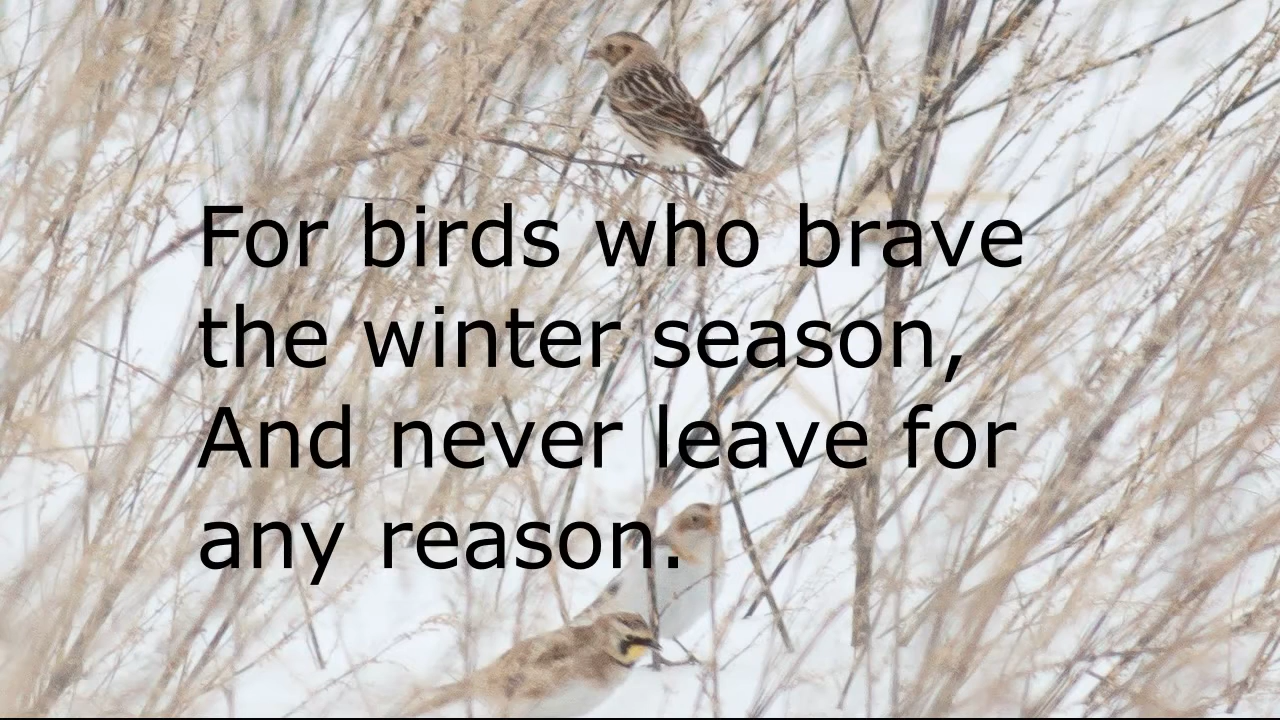 For birds who brave
the winter season,
And never leave for
any reason.